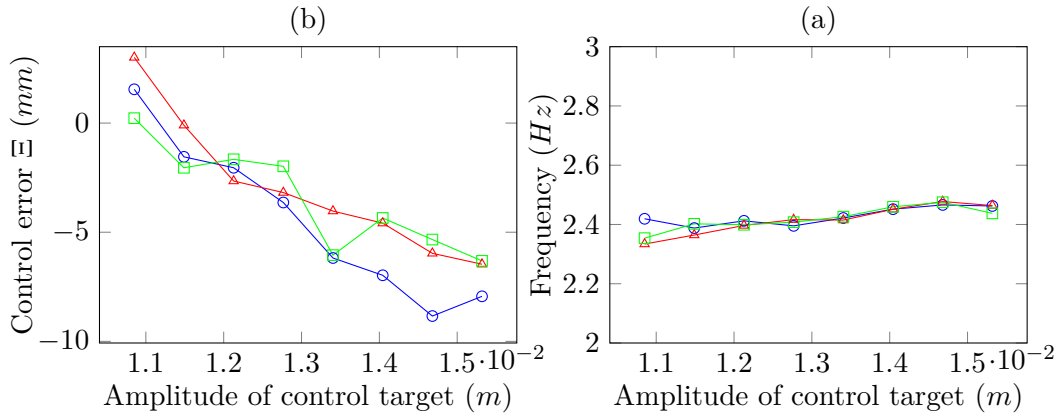 (b)
(a)
Control error Ξ (mm)
0
−5
−10
1.1 1.2 1.3 1.4 1.5 ·10⁻²
Amplitude of control target (m)
Frequency (Hz)
3
2.8
2.6
2.4
2.2
2
1.1 1.2 1.3 1.4 1.5 ·10⁻²
Amplitude of control target (m)